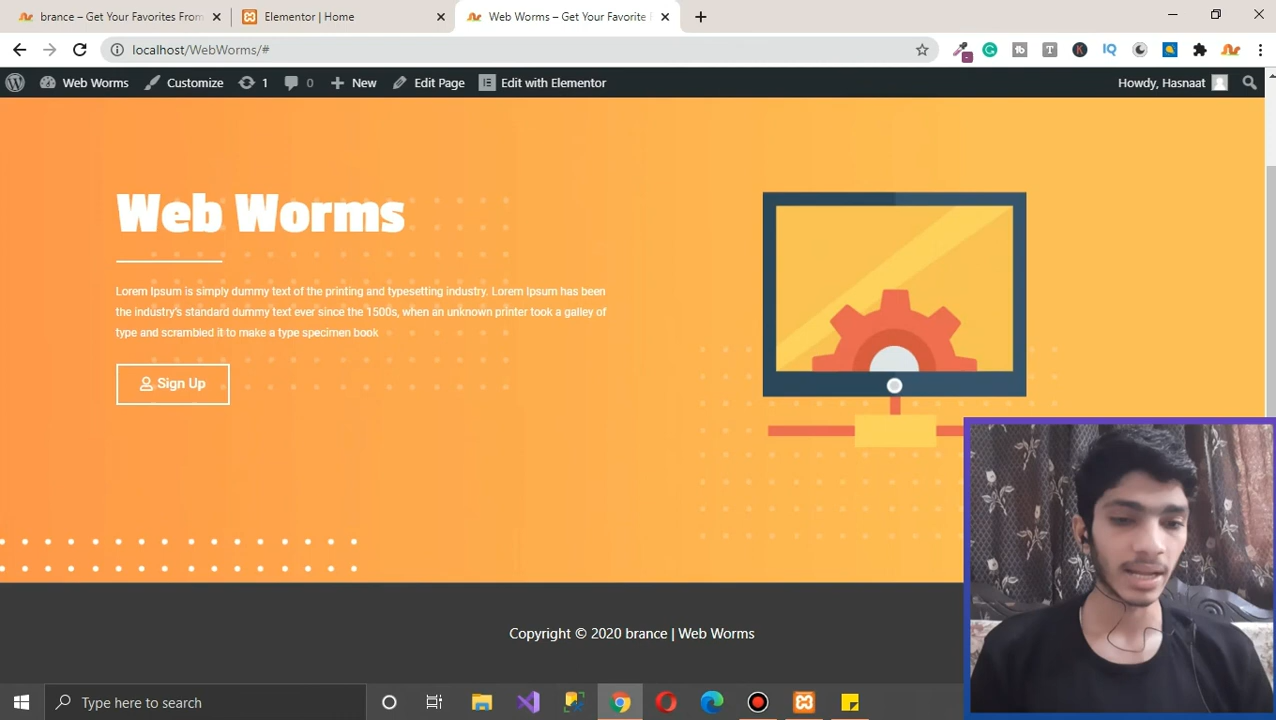 brance – Get Your Favorites From
Elementor | Home
Web Worms – Get Your Favorite F
localhost/WebWorms/#
Web Worms
Customize
1
0
New
Edit Page
Edit with Elementor
Howdy, Hasnaat
Web Worms
Lorem Ipsum is simply dummy text of the printing and typesetting industry. Lorem Ipsum has been
the industry's standard dummy text ever since the 1500s, when an unknown printer took a galley of
type and scrambled it to make a type specimen book
Sign Up
Copyright © 2020 brance | Web Worms
Type here to search